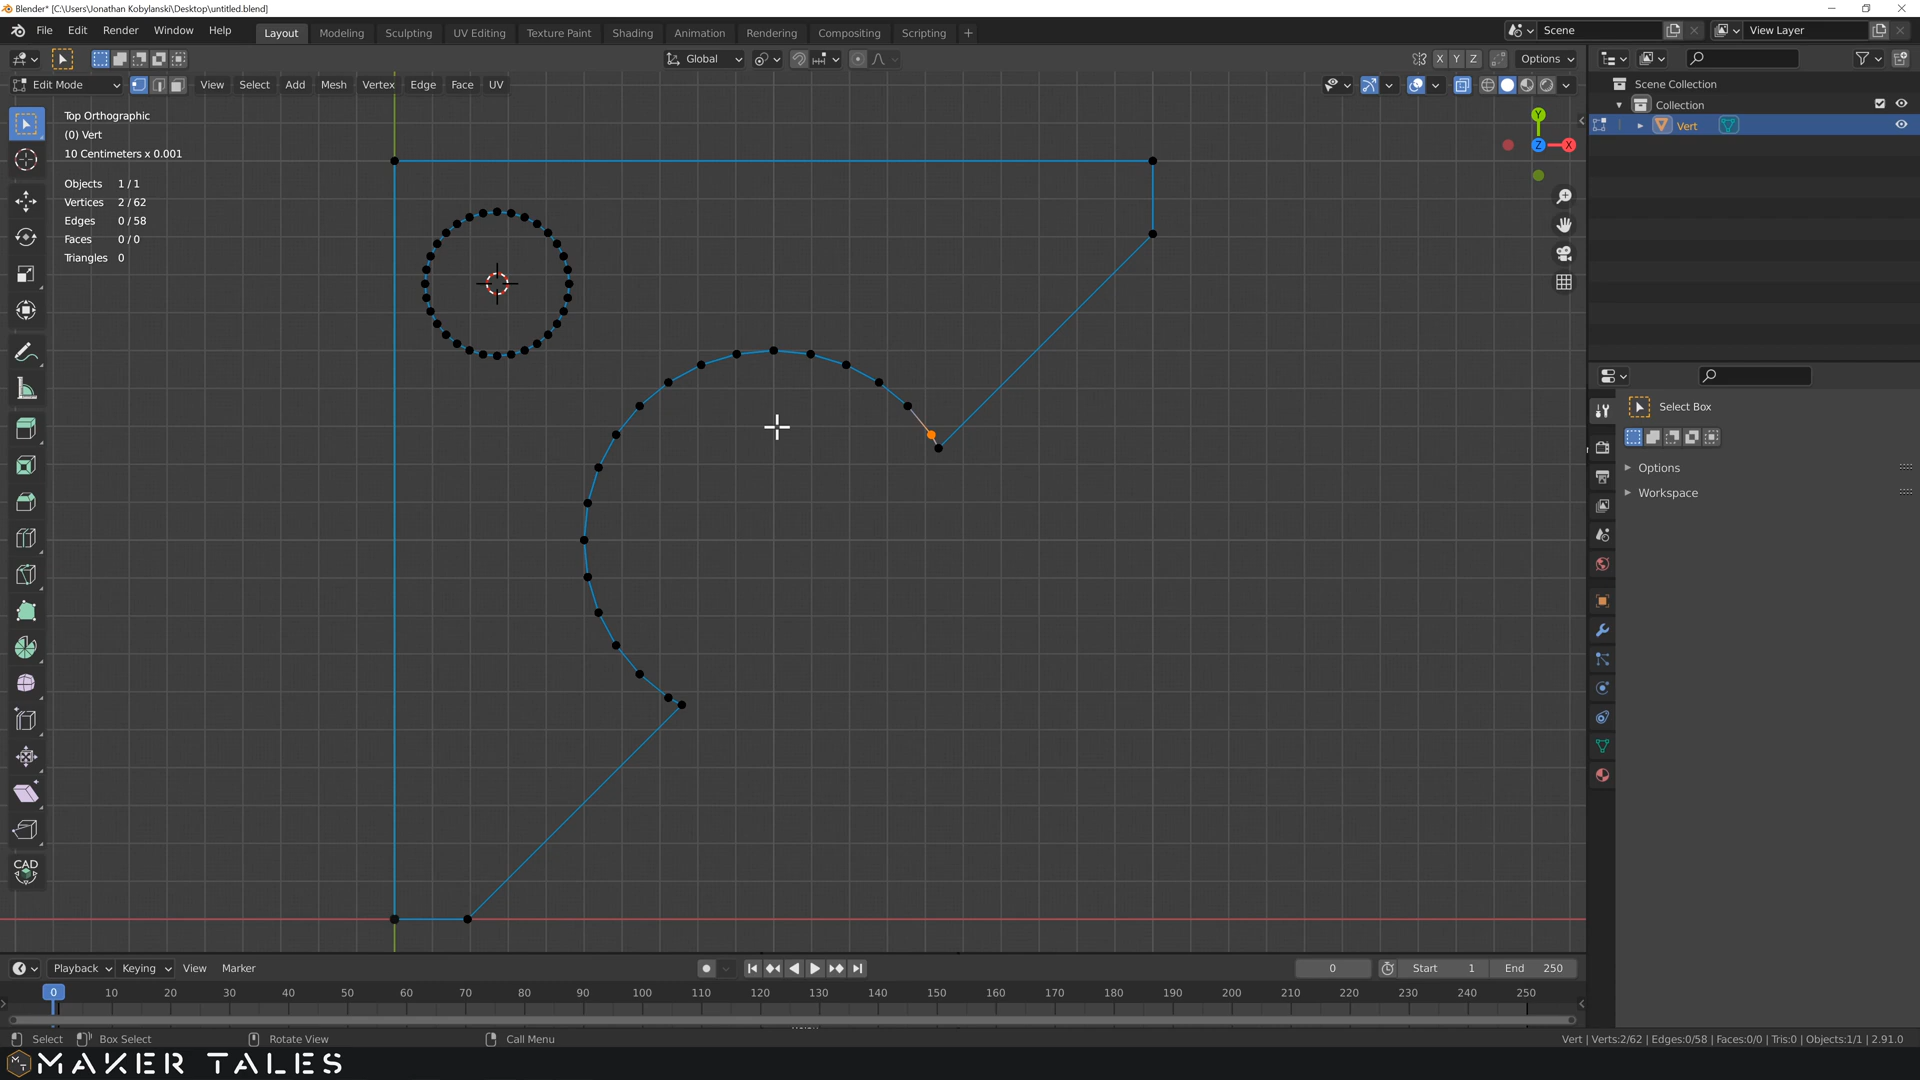 Blender* [C:\Users\Jonathan Kobylanski\Desktop\untitled.blend]
File Edit Render Window Help Layout Modeling Sculpting UV Editing Texture Paint Shading Animation Rendering Compositing Scripting + Scene View Layer
Global X Y Z Options
Edit Mode View Select Add Mesh Vertex Edge Face UV
Scene Collection
Collection
Vert
Top Orthographic
(0) Vert
10 Centimeters x 0.001
Objects 1/1
Vertices 2/62
Edges 0/58
Faces 0/0
Triangles 0
Y
Z X
Select Box
Options
Workspace
CAD
Playback Keying View Marker 0 Start 1 End 250
0 10 20 30 40 50 60 70 80 90 100 110 120 130 140 150 160 170 180 190 200 210 220 230 240 250
Select Box Select Rotate View Call Menu Vert | Verts:2/62 | Edges:0/58 | Faces:0/0 | Tris:0 | Objects:1/1 | 2.91.0
MAKER TALES